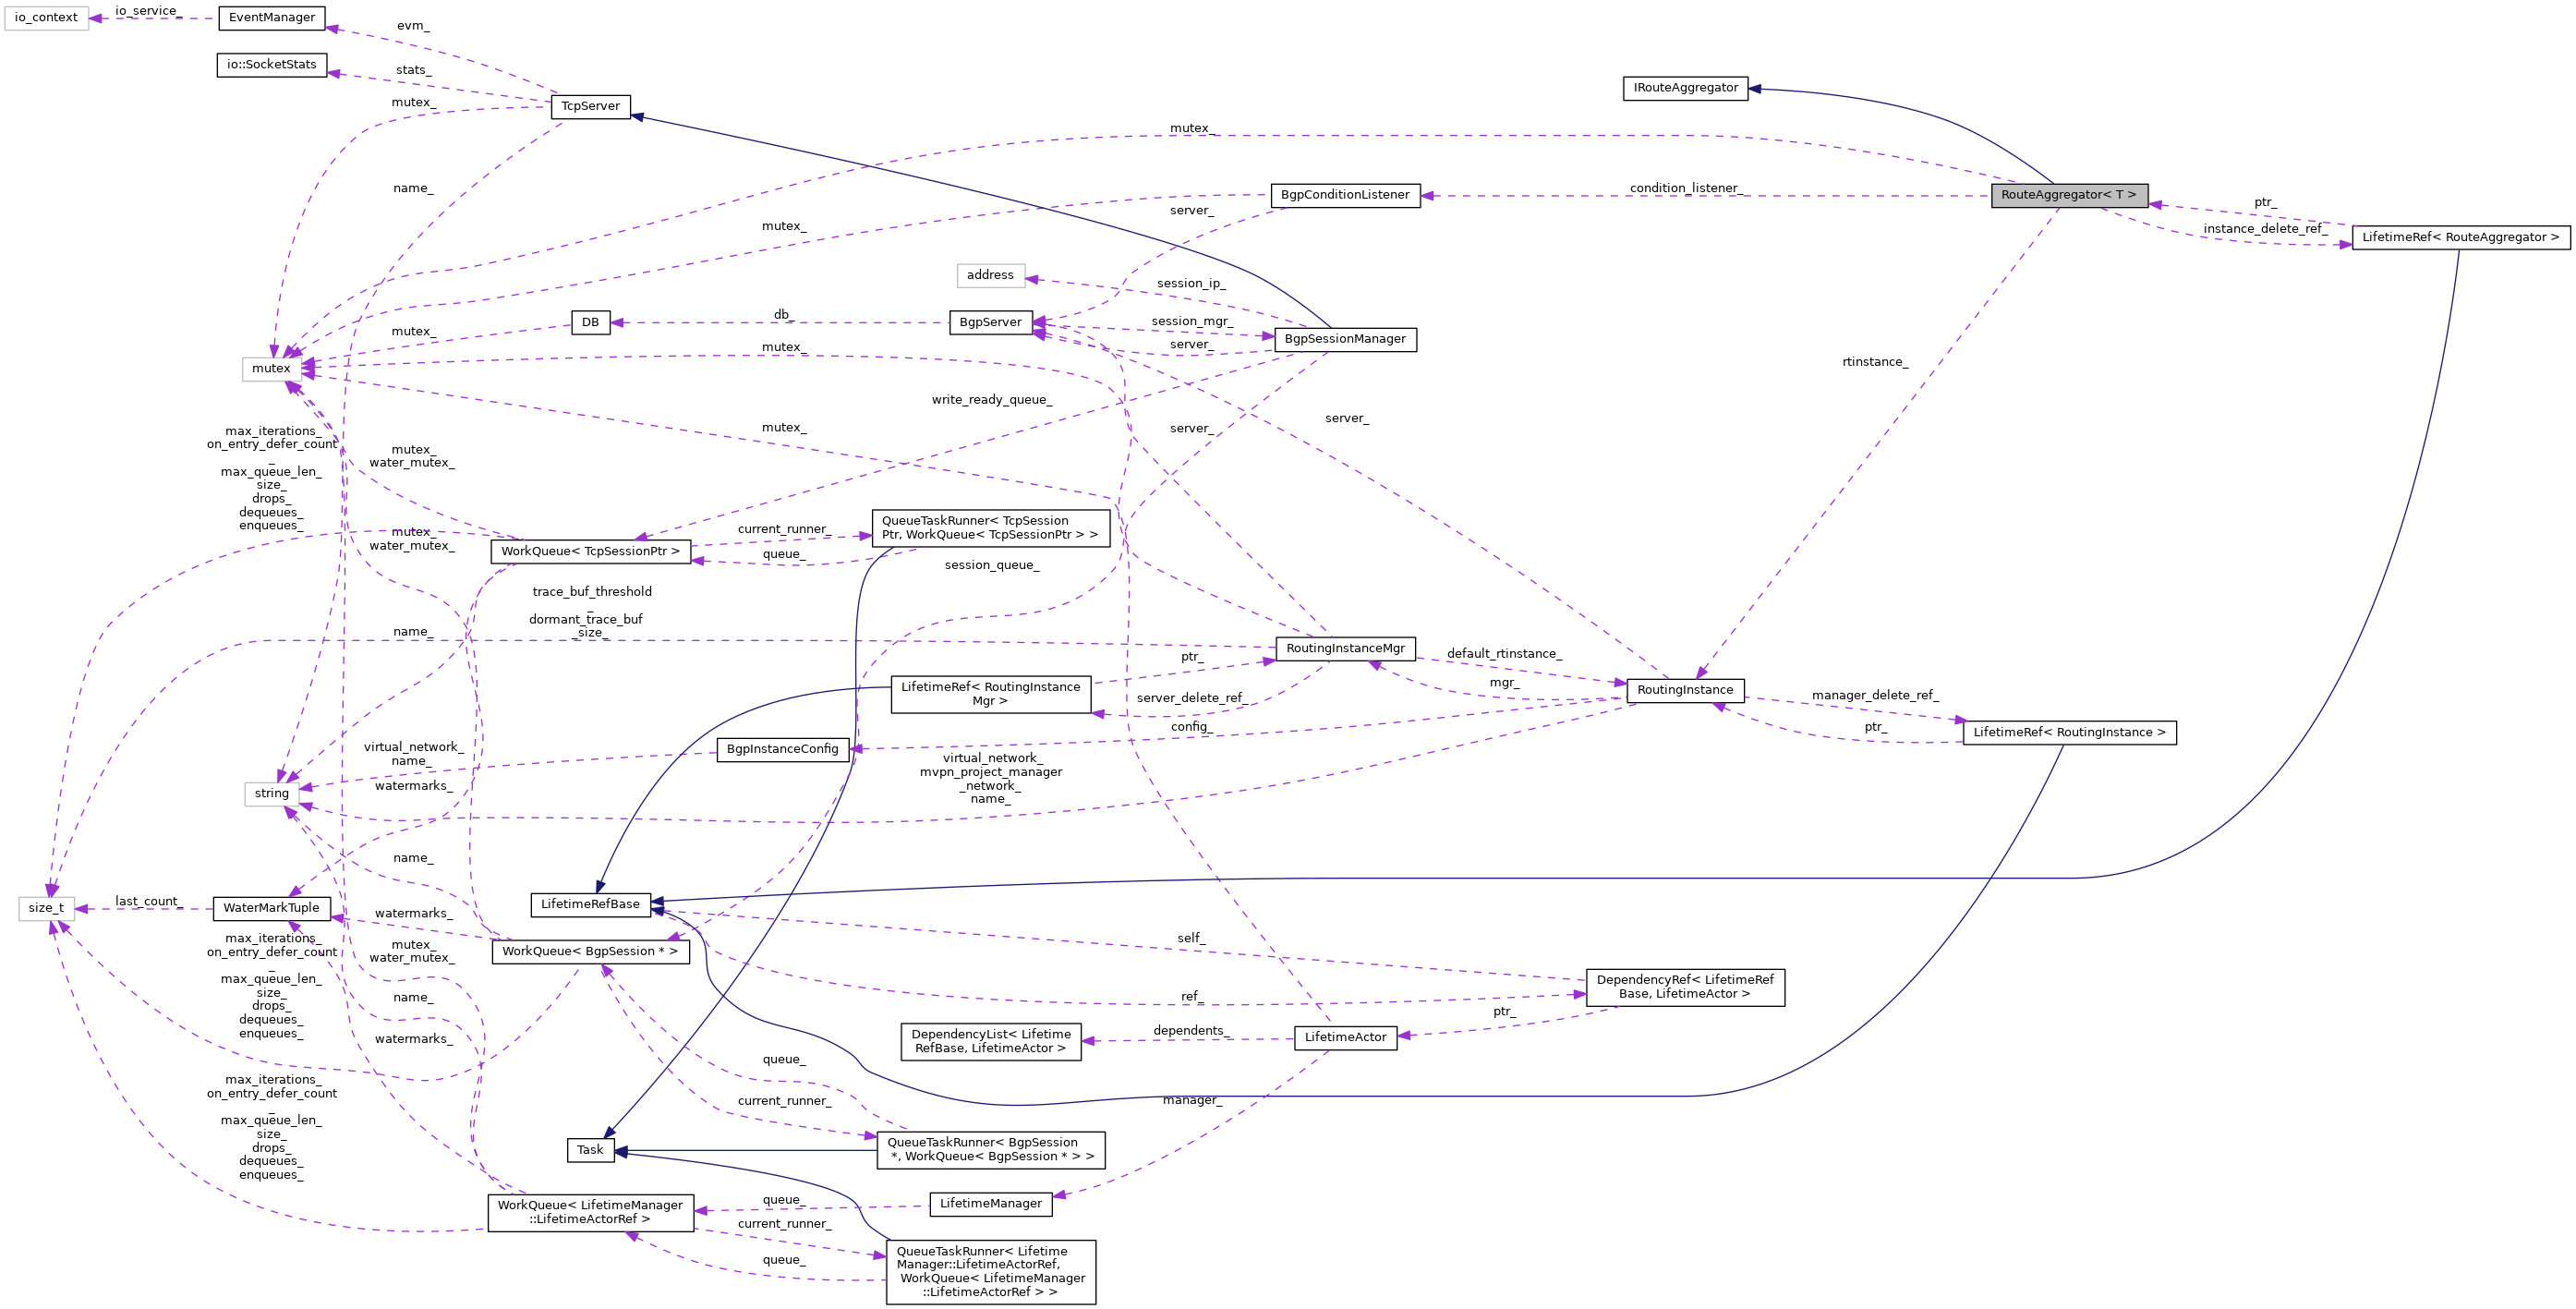 io_context
io_service_
EventManager
evm_
io::SocketStats
stats_
IRouteAggregator
TcpServer
mutex_
mutex_
name_
BgpConditionListener
condition_listener_
RouteAggregator< T >
ptr_
server_
mutex_
instance_delete_ref_
LifetimeRef< RouteAggregator >
address
session_ip_
DB
db_
BgpServer
session_mgr_
mutex_
BgpSessionManager
server_
mutex_
mutex
rtinstance_
write_ready_queue_
server_
mutex_
server_
max_iterations_
on_entry_defer_count
_
max_queue_len_
size_
drops_
dequeues_
enqueues_
mutex_
water_mutex_
mutex_
water_mutex_
WorkQueue< TcpSessionPtr >
current_runner_
queue_
QueueTaskRunner< TcpSession
Ptr, WorkQueue< TcpSessionPtr > >
session_queue_
trace_buf_threshold
_
dormant_trace_buf
_size_
name_
RoutingInstanceMgr
default_rtinstance_
ptr_
mgr_
RoutingInstance
LifetimeRef< RoutingInstance
Mgr >
server_delete_ref_
manager_delete_ref_
ptr_
LifetimeRef< RoutingInstance >
config_
BgpInstanceConfig
virtual_network_
name_
virtual_network_
mvpn_project_manager
_network_
name_
watermarks_
string
name_
size_t
last_count_
WaterMarkTuple
watermarks_
LifetimeRefBase
WorkQueue< BgpSession * >
self_
max_iterations_
on_entry_defer_count
_
max_queue_len_
size_
drops_
dequeues_
enqueues_
mutex_
water_mutex_
name_
watermarks_
ref_
DependencyRef< LifetimeRef
Base, LifetimeActor >
ptr_
DependencyList< Lifetime
RefBase, LifetimeActor >
dependents_
LifetimeActor
queue_
current_runner_
manager_
max_iterations_
on_entry_defer_count
_
max_queue_len_
size_
drops_
dequeues_
enqueues_
Task
QueueTaskRunner< BgpSession
*, WorkQueue< BgpSession * > >
WorkQueue< LifetimeManager
::LifetimeActorRef >
queue_
LifetimeManager
current_runner_
queue_
QueueTaskRunner< Lifetime
Manager::LifetimeActorRef,
WorkQueue< LifetimeManager
::LifetimeActorRef > >